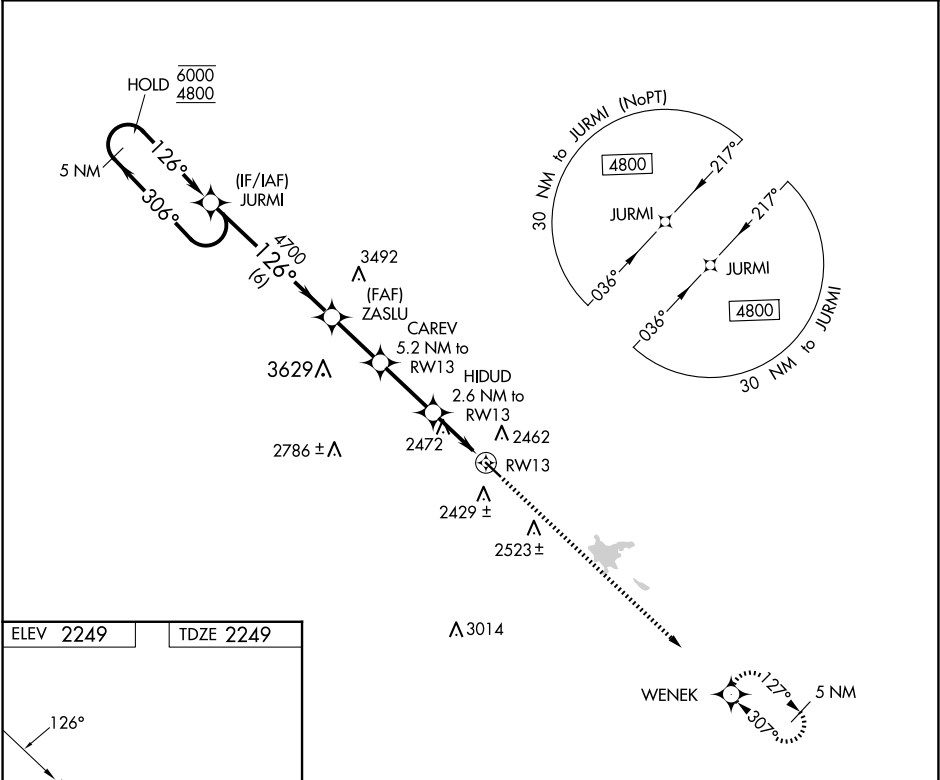 HOLD 6000
4800
5 NM
126°
306°
(IF/IAF)
JURMI
4700
126°
(6)
3492
(FAF)
ZASLU
CAREV
5.2 NM to
RW13
3629
HIDUD
2.6 NM to
RW13
2472
2462
2786 ±
RW13
2429 ±
2523 ±
3014
WENEK
127°
307°
5 NM
30 NM to JURMI (NoPT)
4800
217°
JURMI
036°
217°
JURMI
036°
4800
30 NM to JURMI
ELEV 2249
TDZE 2249
126°